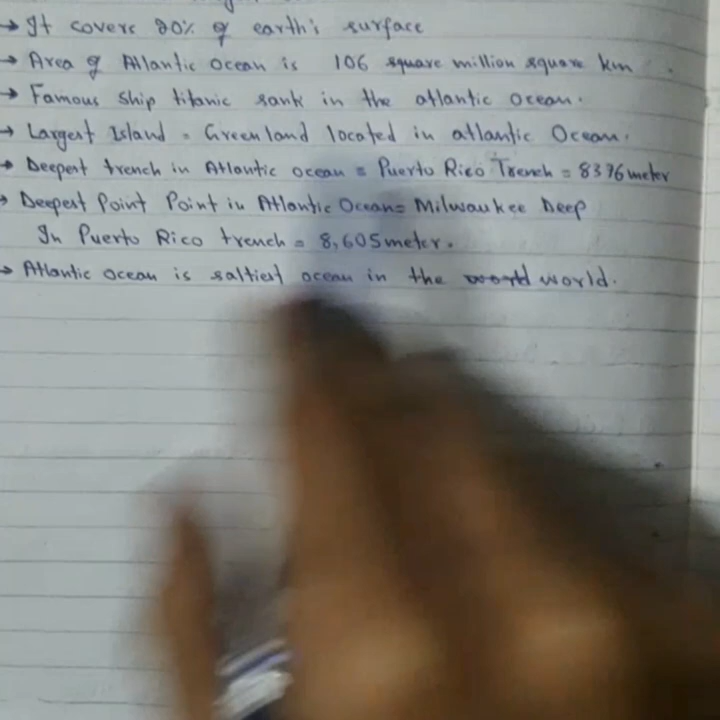 → It covers 20% of earth's surface
→ Area of Atlantic Ocean is 106 square million square km.
→ Famous Ship titanic sank in the atlantic Ocean.
→ Largest Island = Greenland located in atlantic Ocean.
→ Deepest trench in Atlantic ocean = Puerto Rico Trench = 8376 meter
→ Deepest Point Point in Atlantic Ocean = Milwaukee Deep
In Puerto Rico trench = 8,605 meter.
→ Atlantic Ocean is saltiest ocean in the world.